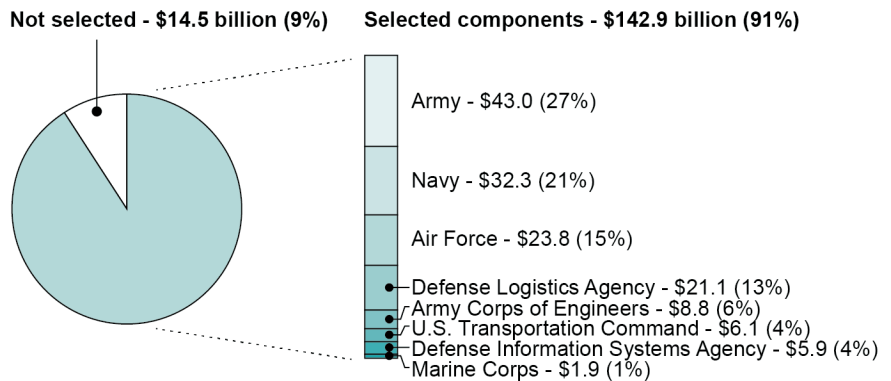 Not selected - $14.5 billion (9%)
Selected components - $142.9 billion (91%)
Army - $43.0 (27%)
Navy - $32.3 (21%)
Air Force - $23.8 (15%)
Defense Logistics Agency - $21.1 (13%)
Army Corps of Engineers - $8.8 (6%)
U.S. Transportation Command - $6.1 (4%)
Defense Information Systems Agency - $5.9 (4%)
Marine Corps - $1.9 (1%)